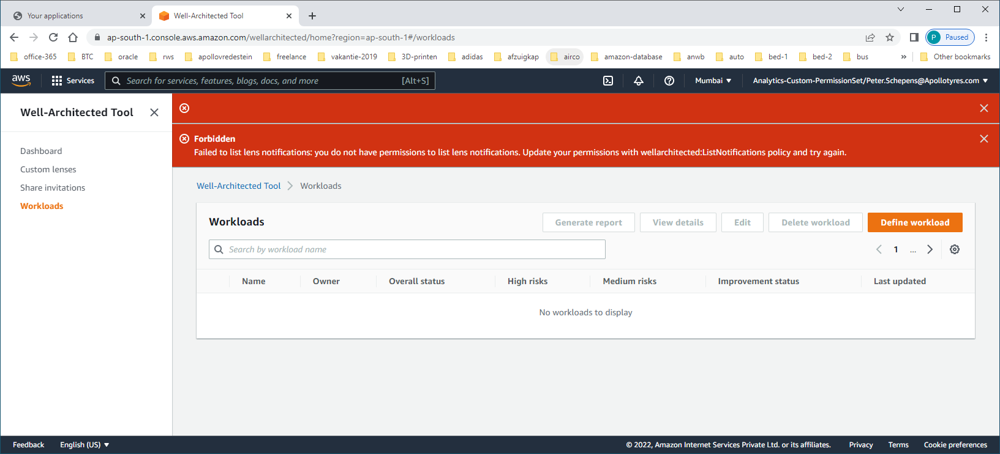 Your applications
Well-Architected Tool
ap-south-1.console.aws.amazon.com/wellarchitected/home?region=ap-south-1#/workloads
P Paused
office-365 BTC oracle rws apollovredestein freelance vakantie-2019 3D-printen adidas afzuigkap airco amazon-database anwb auto bed-1 bed-2 bus » Other bookmarks
aws Services Search for services, features, blogs, docs, and more [Alt+S] Mumbai ▼ Analytics-Custom-PermissionSet/Peter.Schepens@Apollotyres.com ▼
Well-Architected Tool
Dashboard
Custom lenses
Share invitations
Workloads
Forbidden
Failed to list lens notifications: you do not have permissions to list lens notifications. Update your permissions with wellarchitected:ListNotifications policy and try again.
Well-Architected Tool > Workloads
Workloads
Generate report View details Edit Delete workload Define workload
Search by workload name
1 ...
Name Owner Overall status High risks Medium risks Improvement status Last updated
No workloads to display
Feedback English (US) ▼ © 2022, Amazon Internet Services Private Ltd. or its affiliates. Privacy Terms Cookie preferences